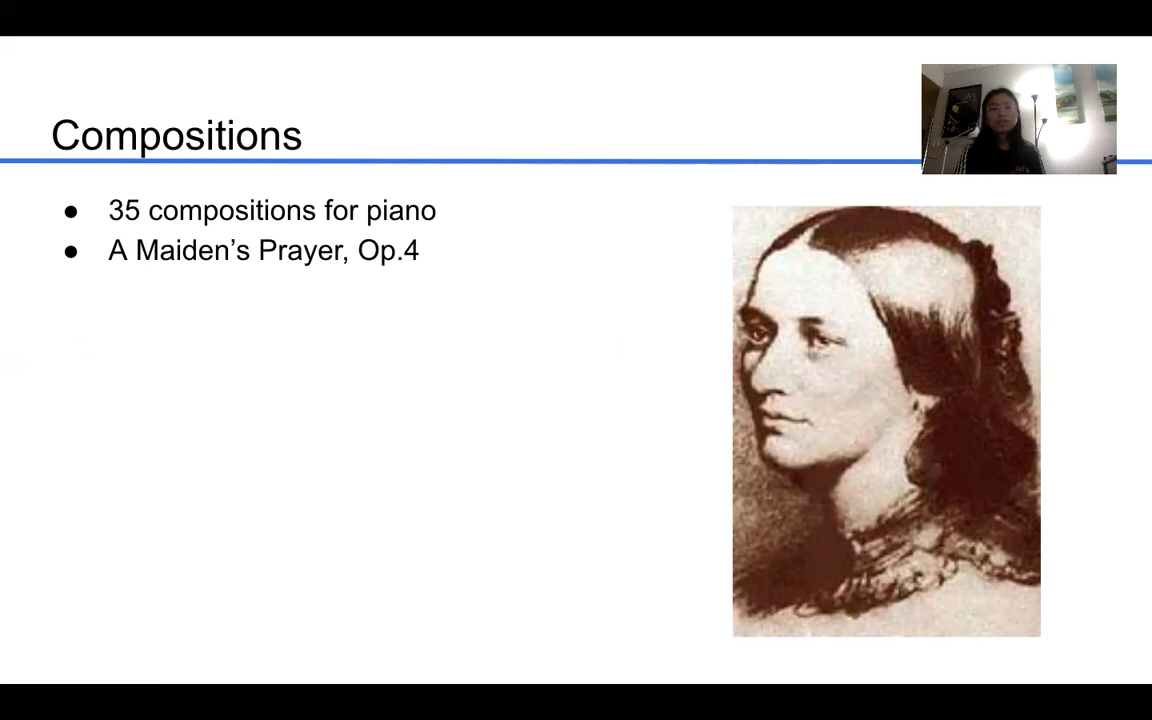 Compositions
● 35 compositions for piano
● A Maiden’s Prayer, Op.4